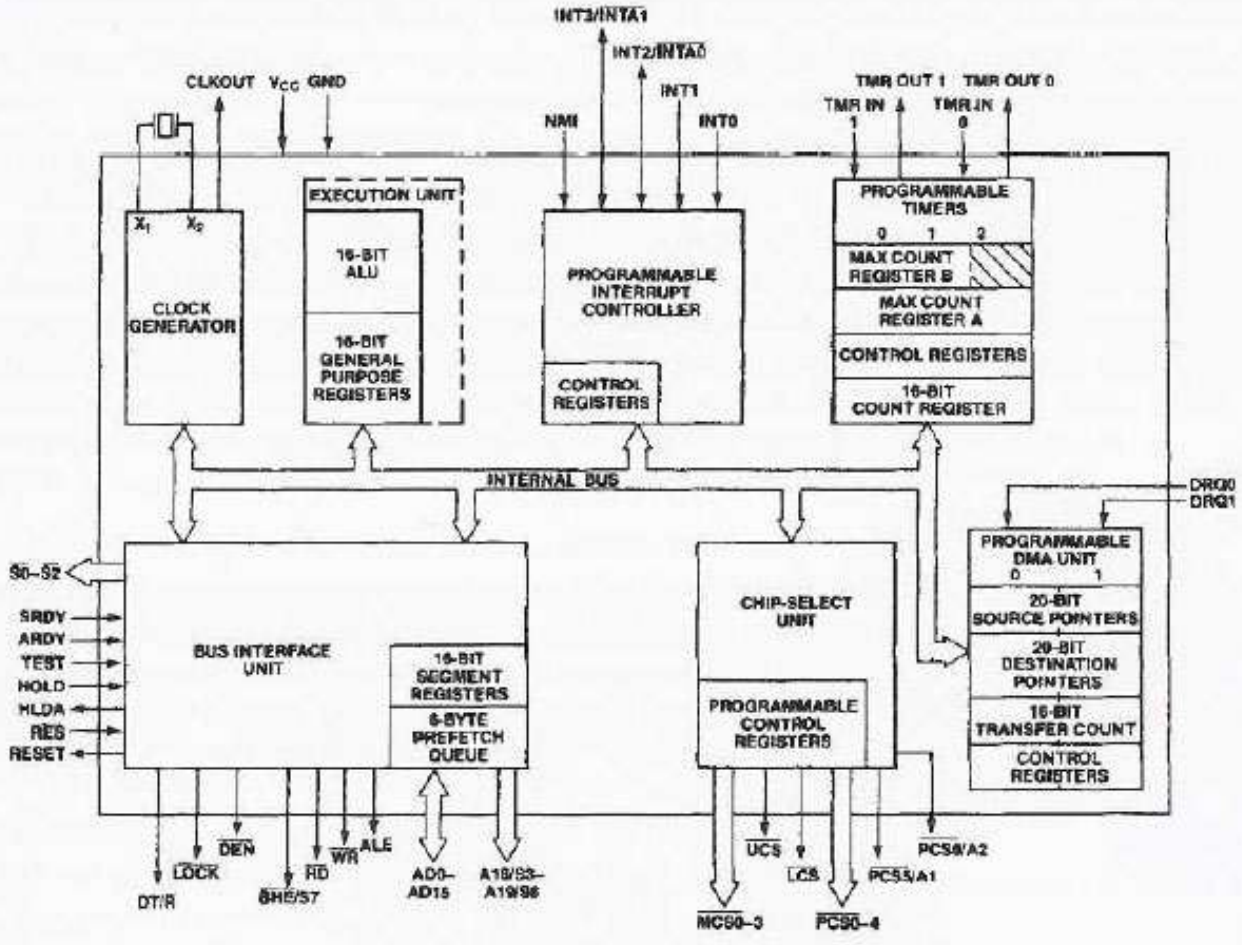 INT3/INTA1
INT2/INTA0
CLKOUT
VCC GND
INT1
NMI
INT0
TMR OUT 1
TMR OUT 0
TMR IN
1
TMR IN
0
X1
X2
CLOCK
GENERATOR
EXECUTION UNIT
16-BIT
ALU
16-BIT
GENERAL
PURPOSE
REGISTERS
PROGRAMMABLE
INTERRUPT
CONTROLLER
CONTROL
REGISTERS
PROGRAMMABLE
TIMERS
0 1 2
MAX COUNT
REGISTER B
MAX COUNT
REGISTER A
CONTROL REGISTERS
16-BIT
COUNT REGISTER
INTERNAL BUS
DRQ0
DRQ1
S0-S2
SRDY
ARDY
TEST
HOLD
HLDA
RES
RESET
BUS INTERFACE
UNIT
16-BIT
SEGMENT
REGISTERS
6-BYTE
PREFETCH
QUEUE
CHIP-SELECT
UNIT
PROGRAMMABLE
CONTROL
REGISTERS
PROGRAMMABLE
DMA UNIT
0 1
20-BIT
SOURCE POINTERS
20-BIT
DESTINATION
POINTERS
16-BIT
TRANSFER COUNT
CONTROL
REGISTERS
DT/R
LOCK
DEN
BHE/S7
RD
WR
ALE
AD0–
AD15
A16/S3–
A19/S6
MCS0-3
UCS
LCS
PCS0-4
PCS5/A1
PCS6/A2